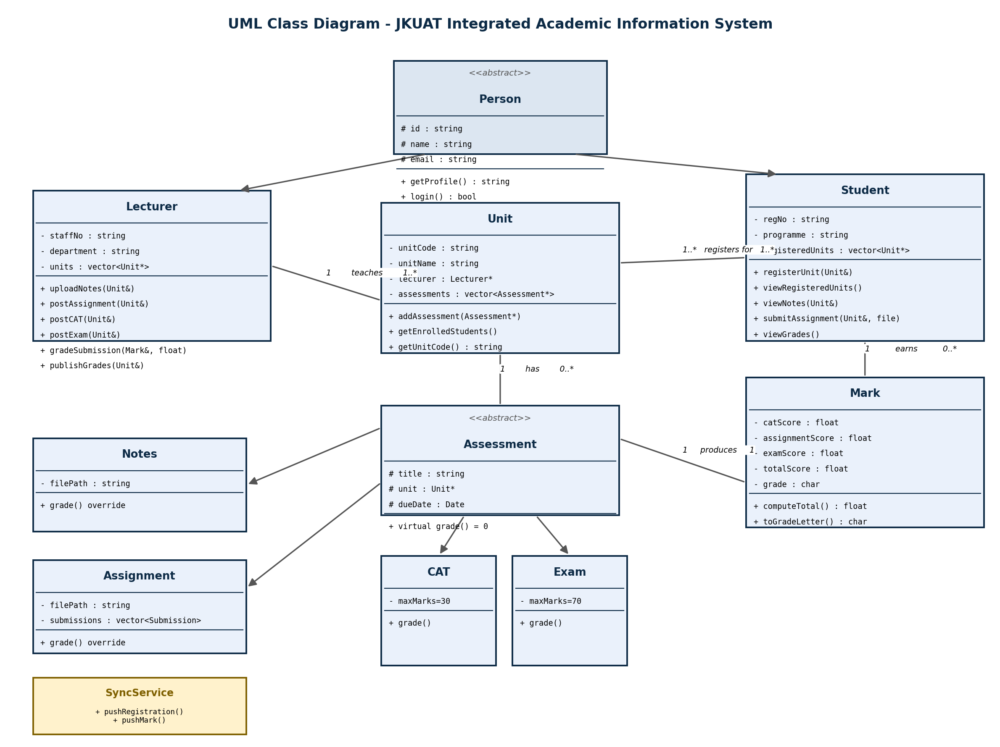 UML Class Diagram - JKUAT Integrated Academic Information System
<<abstract>>
Person
# id : string
# name : string
# email : string
+ getProfile() : string
+ login() : bool
Lecturer
- staffNo : string
- department : string
- units : vector<Unit*>
+ uploadNotes(Unit&)
+ postAssignment(Unit&)
+ postCAT(Unit&)
+ postExam(Unit&)
+ gradeSubmission(Mark&, float)
+ publishGrades(Unit&)
1 teaches 1..*
Unit
- unitCode : string
- unitName : string
- lecturer : Lecturer*
- assessments : vector<Assessment*>
+ addAssessment(Assessment*)
+ getEnrolledStudents()
+ getUnitCode() : string
1..* registers for 1..*
Student
- regNo : string
- programme : string
gisteredUnits : vector<Unit*>
+ registerUnit(Unit&)
+ viewRegisteredUnits()
+ viewNotes(Unit&)
+ submitAssignment(Unit&, file)
+ viewGrades()
1 has 0..*
1 earns 0..*
<<abstract>>
Assessment
# title : string
# unit : Unit*
# dueDate : Date
+ virtual grade() = 0
1 produces 1
Mark
- catScore : float
- assignmentScore : float
- examScore : float
- totalScore : float
- grade : char
+ computeTotal() : float
+ toGradeLetter() : char
Notes
- filePath : string
+ grade() override
Assignment
- filePath : string
- submissions : vector<Submission>
+ grade() override
CAT
- maxMarks=30
+ grade()
Exam
- maxMarks=70
+ grade()
SyncService
+ pushRegistration()
+ pushMark()